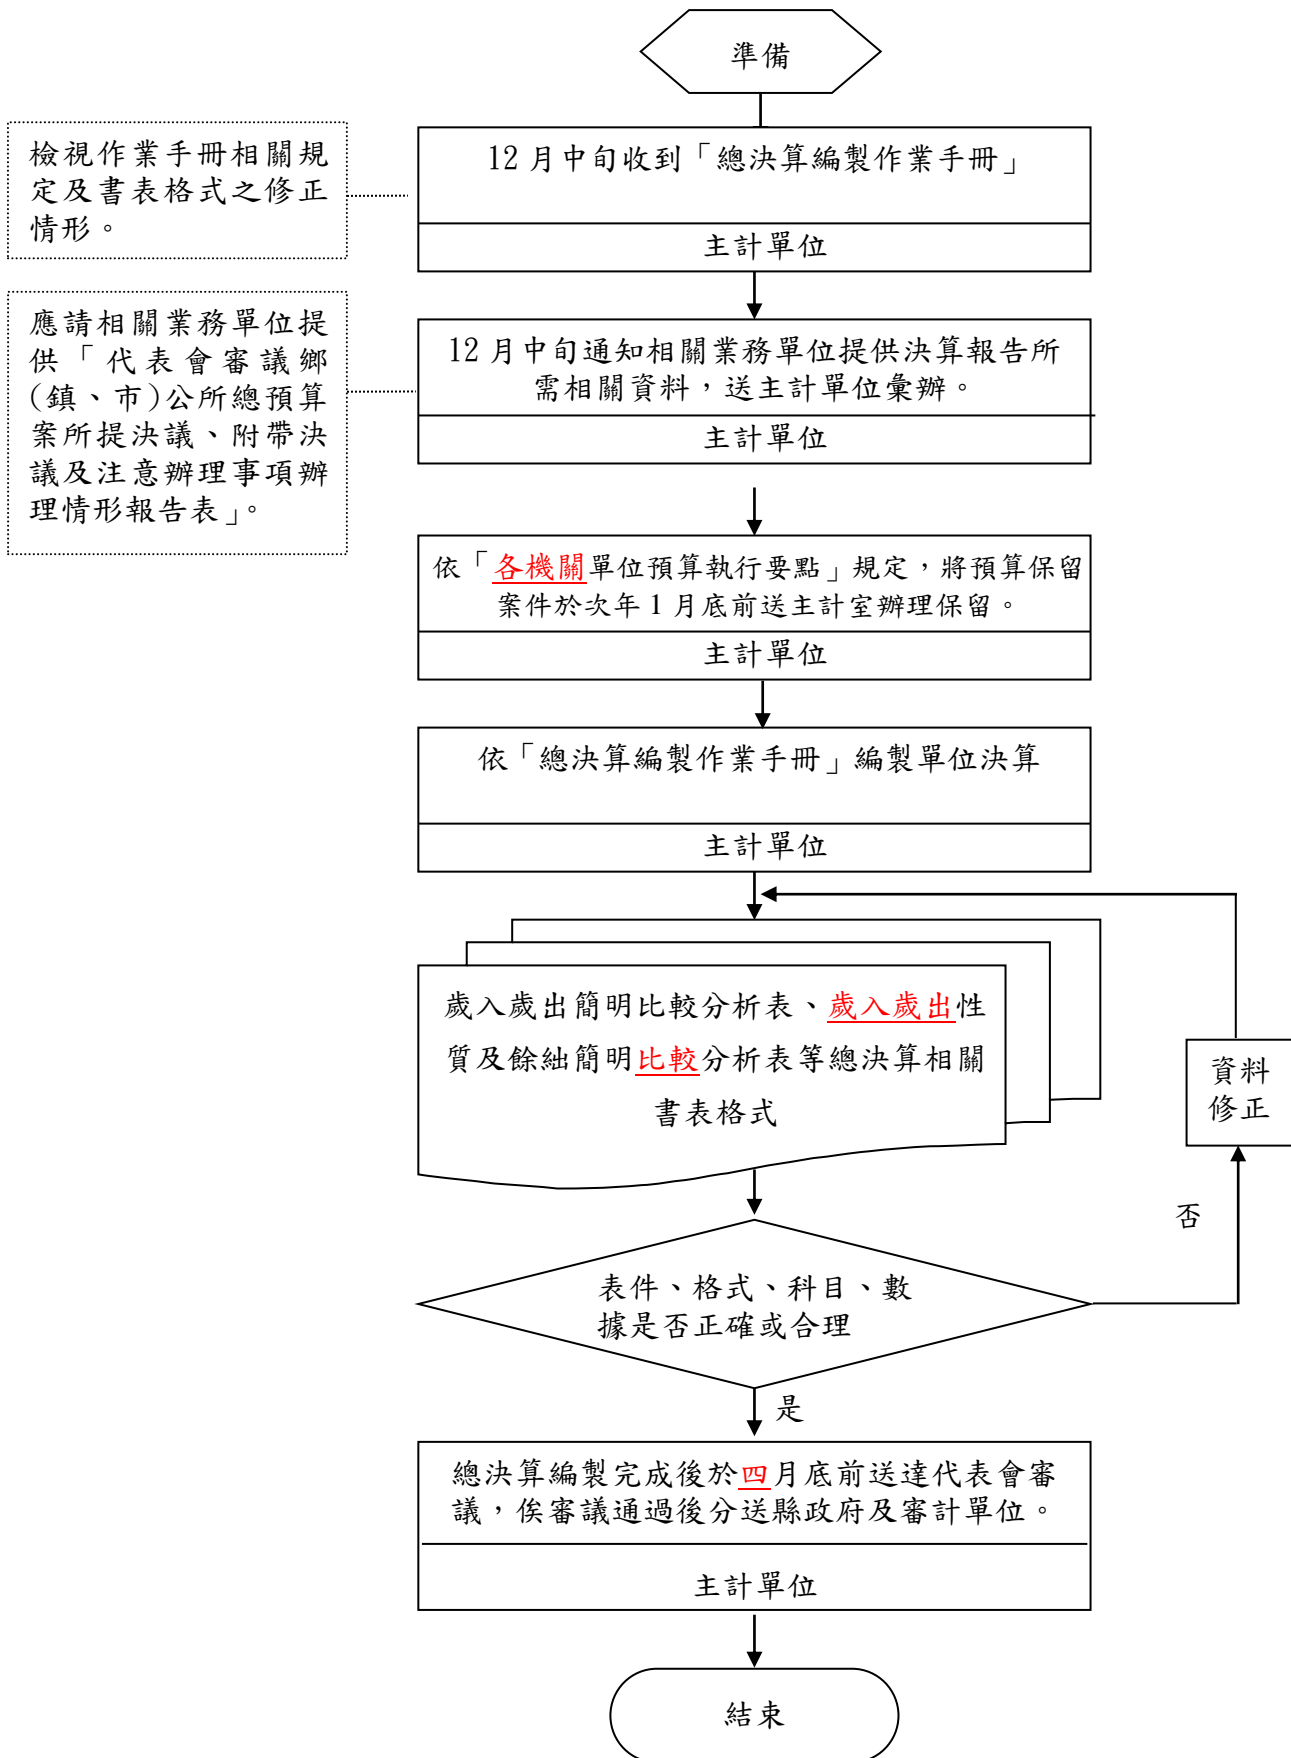 準備
檢視作業手冊相關規
定及書表格式之修正
情形。
12月中旬收到「總決算編製作業手冊」
主計單位
應請相關業務單位提
供「代表會審議鄉
(鎮、市)公所總預算
案所提決議、附帶決
議及注意辦理事項辦
理情形報告表」。
12月中旬通知相關業務單位提供決算報告所
需相關資料，送主計單位彙辦。
主計單位
依「各機關單位預算執行要點」規定，將預算保留
案件於次年1月底前送主計室辦理保留。
主計單位
依「總決算編製作業手冊」編製單位決算
主計單位
歲入歲出簡明比較分析表、歲入歲出性
質及餘絀簡明比較分析表等總決算相關
書表格式
資料
修正
否
表件、格式、科目、數
據是否正確或合理
是
總決算編製完成後於四月底前送達代表會審
議，俟審議通過後分送縣政府及審計單位。
主計單位
結束